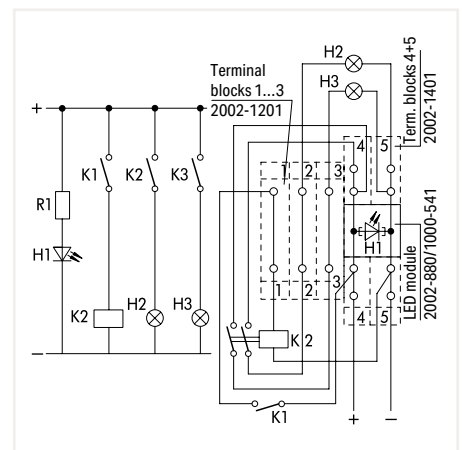 H2
H3
Terminal
blocks 1...3
2002-1201
Term. blocks 4+5
2002-1401
+
K1
K2
K3
R1
H1
K2
H2
H3
−
1
2
3
4
5
H1
LED module
2002-880/1000-541
1
2
3
4
5
K 2
K1
+
−